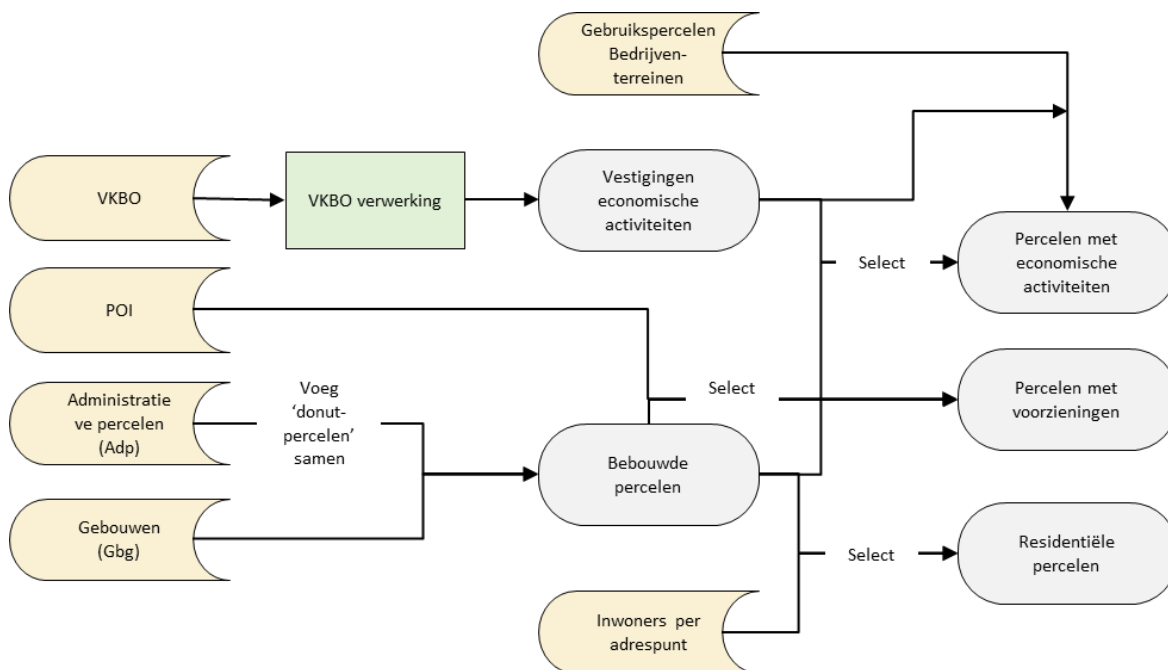 Gebruikspercelen
Bedrijven-
terreinen
VKBO
VKBO verwerking
Vestigingen
economische
activiteiten
Select
Percelen met
economische
activiteiten
POI
Select
Percelen met
voorzieningen
Administratie
ve percelen
(Adp)
Voeg
‘donut-
percelen’
samen
Bebouwde
percelen
Gebouwen
(Gbg)
Select
Residentiële
percelen
Inwoners per
adrespunt